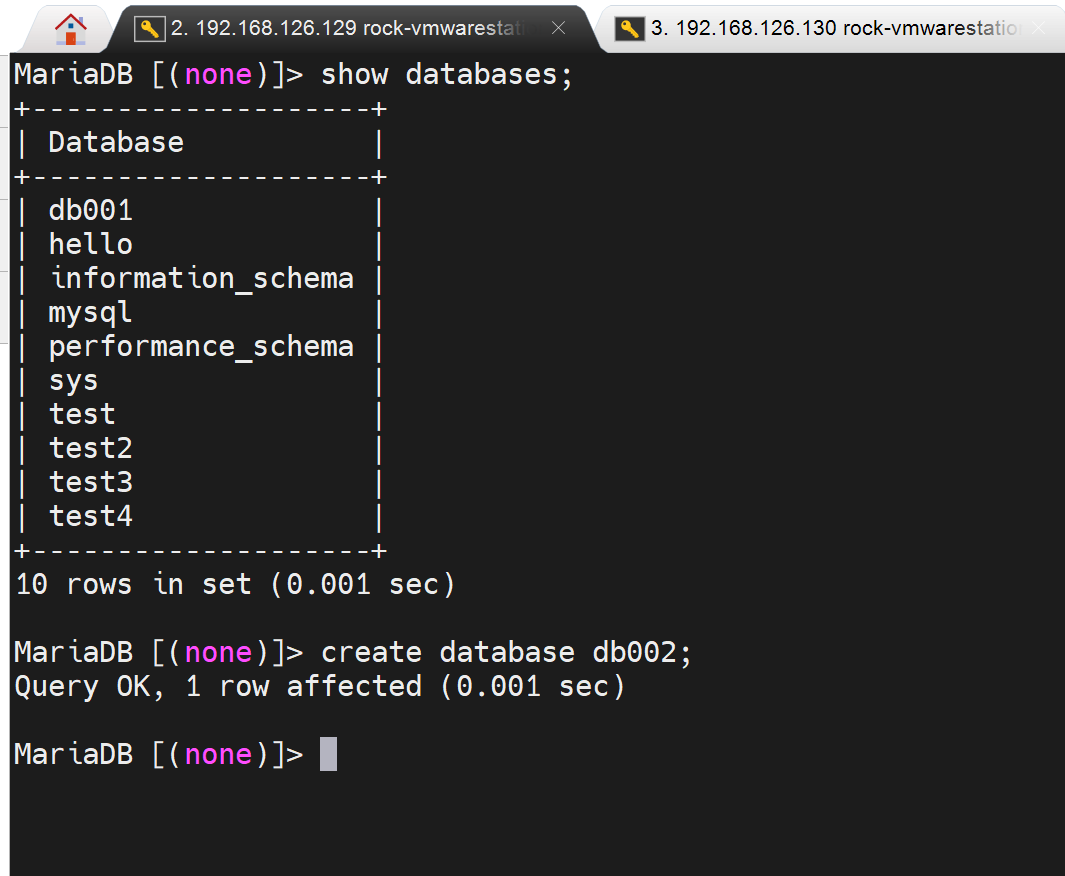 2. 192.168.126.129 rock-vmwarestati
3. 192.168.126.130 rock-vmwarestatio
MariaDB [(none)]> show databases;
+--------------------+
| Database           |
+--------------------+
| db001              |
| hello              |
| information_schema |
| mysql              |
| performance_schema |
| sys                |
| test               |
| test2              |
| test3              |
| test4              |
+--------------------+
10 rows in set (0.001 sec)
MariaDB [(none)]> create database db002;
Query OK, 1 row affected (0.001 sec)
MariaDB [(none)]>